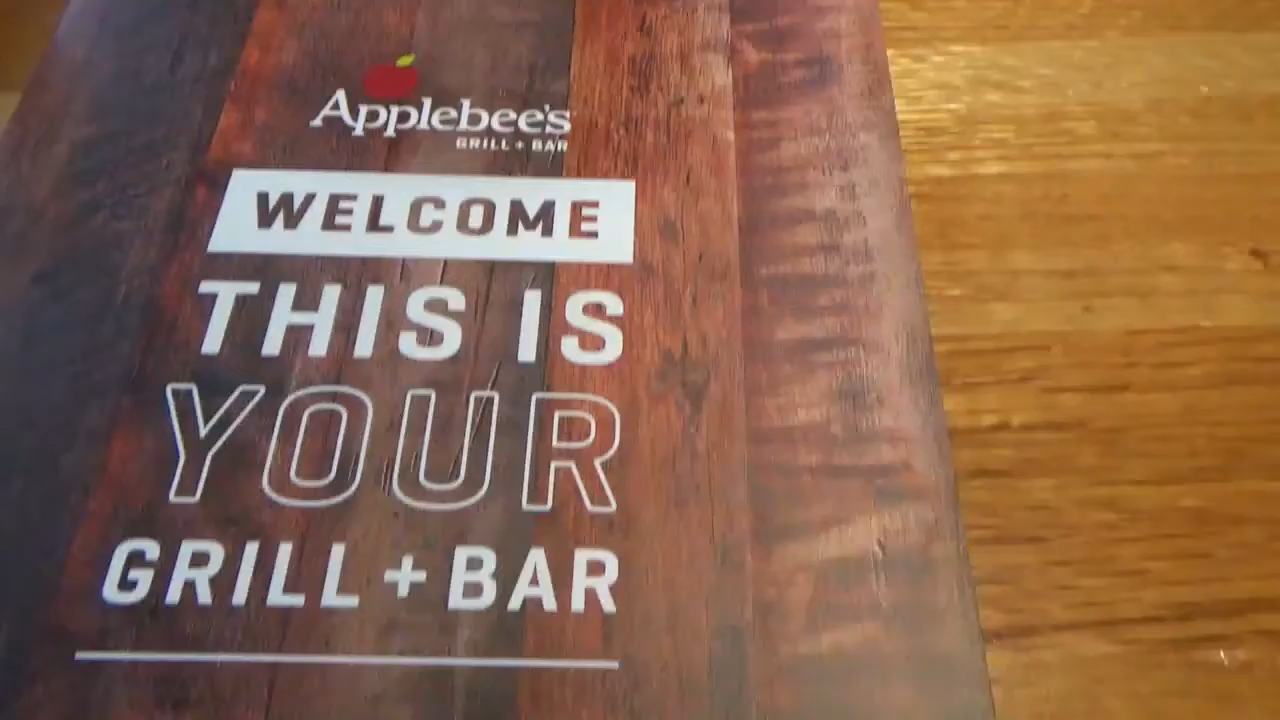 Applebee's
GRILL + BAR
WELCOME
THIS IS
YOUR
GRILL + BAR